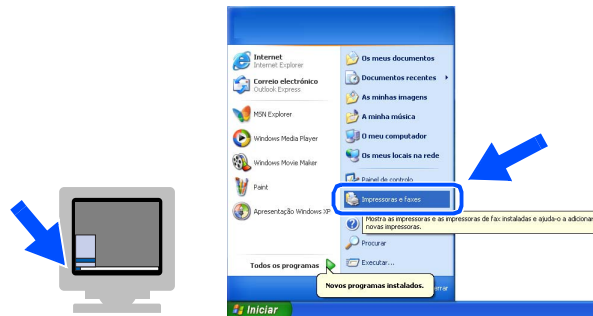 Internet
Internet Explorer
Correio electrónico
Outlook Express
MSN Explorer
Windows Media Player
Windows Movie Maker
Paint
Apresentação Windows XP
Todos os programas
Os meus documentos
Documentos recentes
As minhas imagens
A minha música
O meu computador
Os meus locais na rede
Painel de controlo
Impressoras e faxes
Mostra as impressoras e as impressoras de fax instaladas e ajuda-o a adicionar
novas impressoras.
Procurar
Executar...
Novos programas instalados.
Iniciar